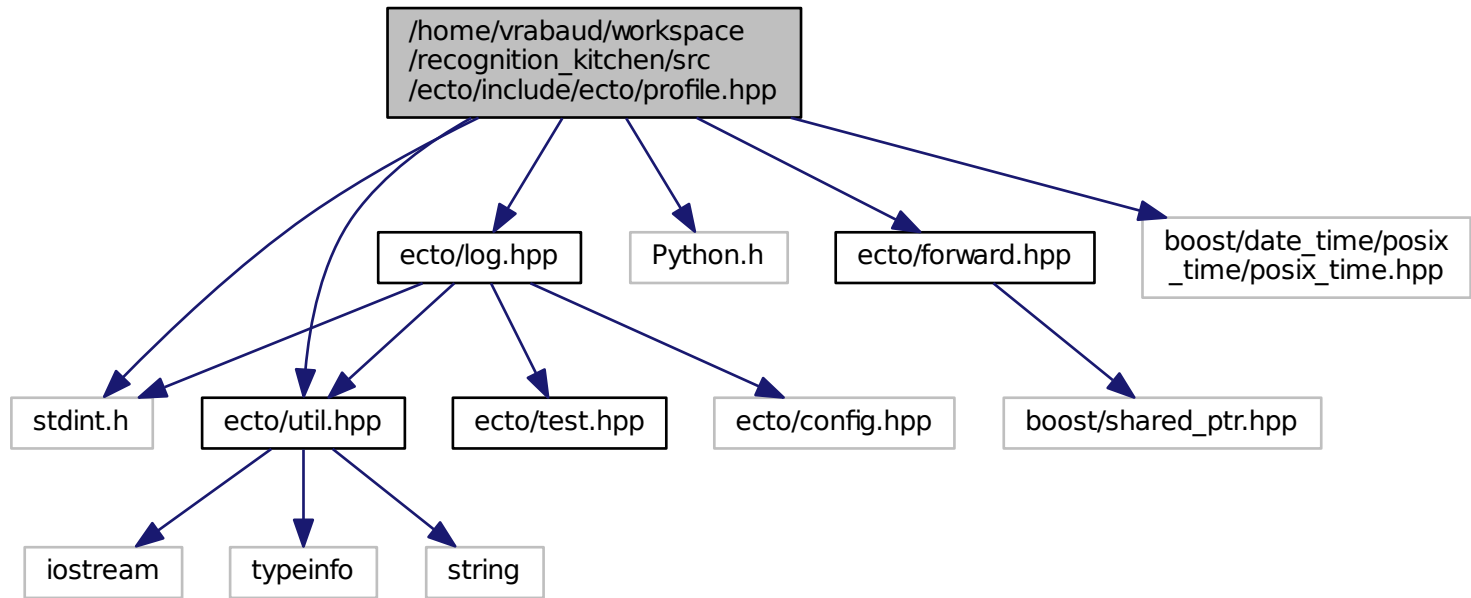 /home/vrabaud/workspace
/recognition_kitchen/src
/ecto/include/ecto/profile.hpp
ecto/log.hpp
Python.h
ecto/forward.hpp
boost/date_time/posix
_time/posix_time.hpp
stdint.h
ecto/util.hpp
ecto/test.hpp
ecto/config.hpp
boost/shared_ptr.hpp
iostream
typeinfo
string